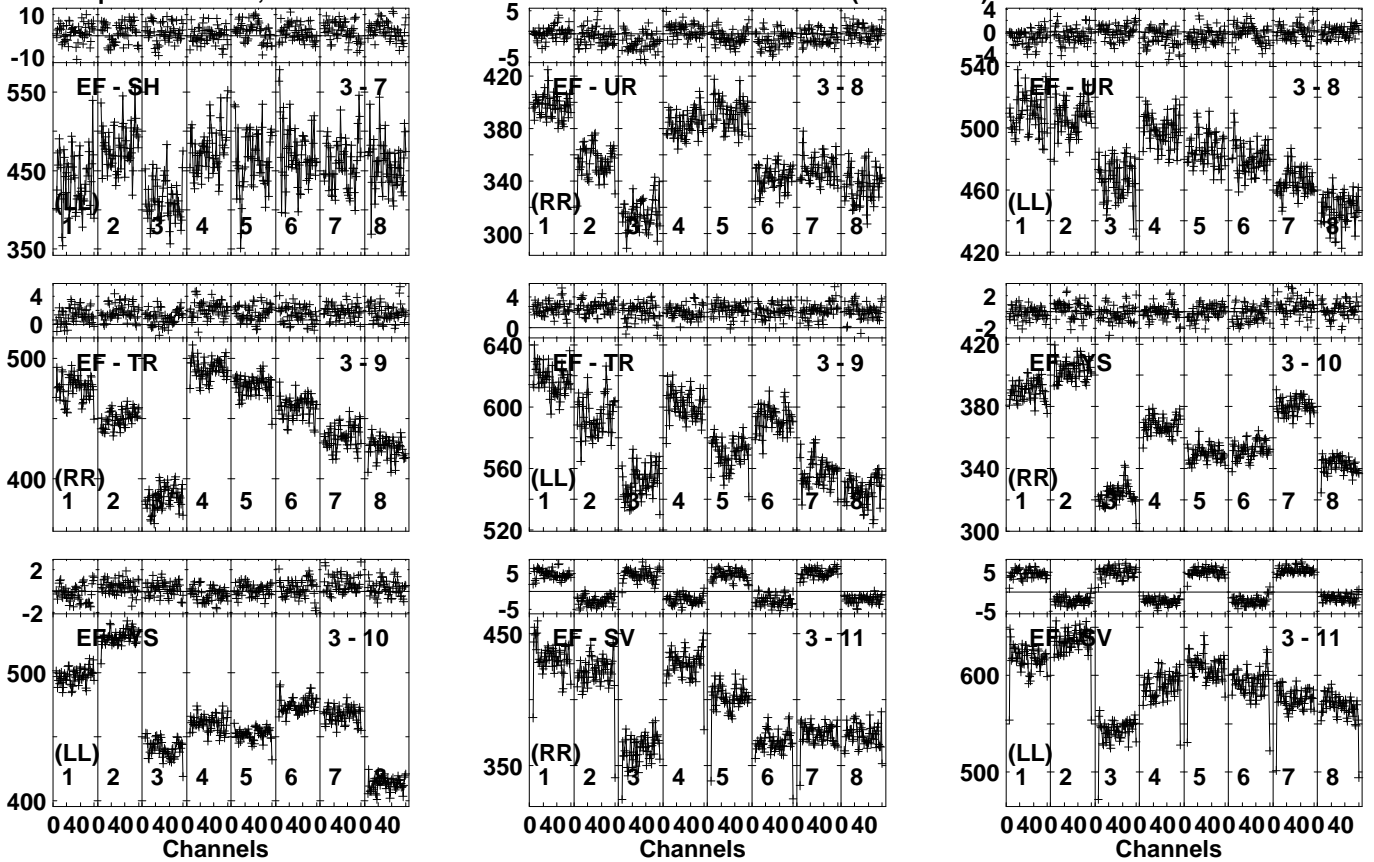 10
-10
550
450
350
EF - SH 3 - 7
(LL)
1 2 3 4 5 6 7 8
5
-5
420
380
340
300
EF - UR 3 - 8
(RR)
1 2 3 4 5 6 7 8
4
0
-4
540
500
460
420
EF - UR 3 - 8
(LL)
1 2 3 4 5 6 7 8
4
0
500
400
EF - TR 3 - 9
(RR)
1 2 3 4 5 6 7 8
4
0
640
600
560
520
EF - TR 3 - 9
(LL)
1 2 3 4 5 6 7 8
2
-2
420
380
340
300
EF - YS 3 - 10
(RR)
1 2 3 4 5 6 7 8
2
-2
500
400
EF - YS 3 - 10
(LL)
1 2 3 4 5 6 7 8
0 40 0 40 0 40 0 40 0 40 0 40 0 40 0 40
Channels
5
-5
450
350
EF - SV 3 - 11
(RR)
1 2 3 4 5 6 7 8
0 40 0 40 0 40 0 40 0 40 0 40 0 40 0 40
Channels
5
-5
600
500
EF - SV 3 - 11
(LL)
1 2 3 4 5 6 7 8
0 40 0 40 0 40 0 40 0 40 0 40 0 40 0 40
Channels